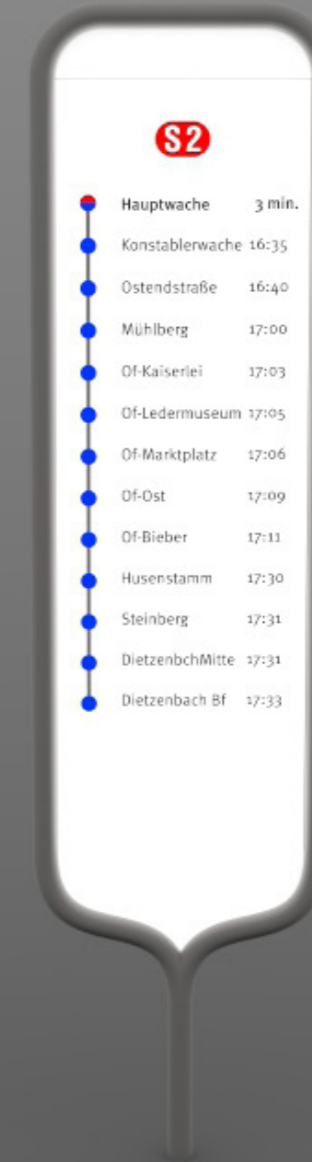 S2
Hauptwache 3 min.
Konstablerwache 16:35
Ostendstraße 16:40
Mühlberg 17:00
Of-Kaiserlei 17:03
Of-Ledermuseum 17:05
Of-Marktplatz 17:06
Of-Ost 17:09
Of-Bieber 17:11
Husenstamm 17:30
Steinberg 17:31
DietzenbchMitte 17:31
Dietzenbach Bf 17:33